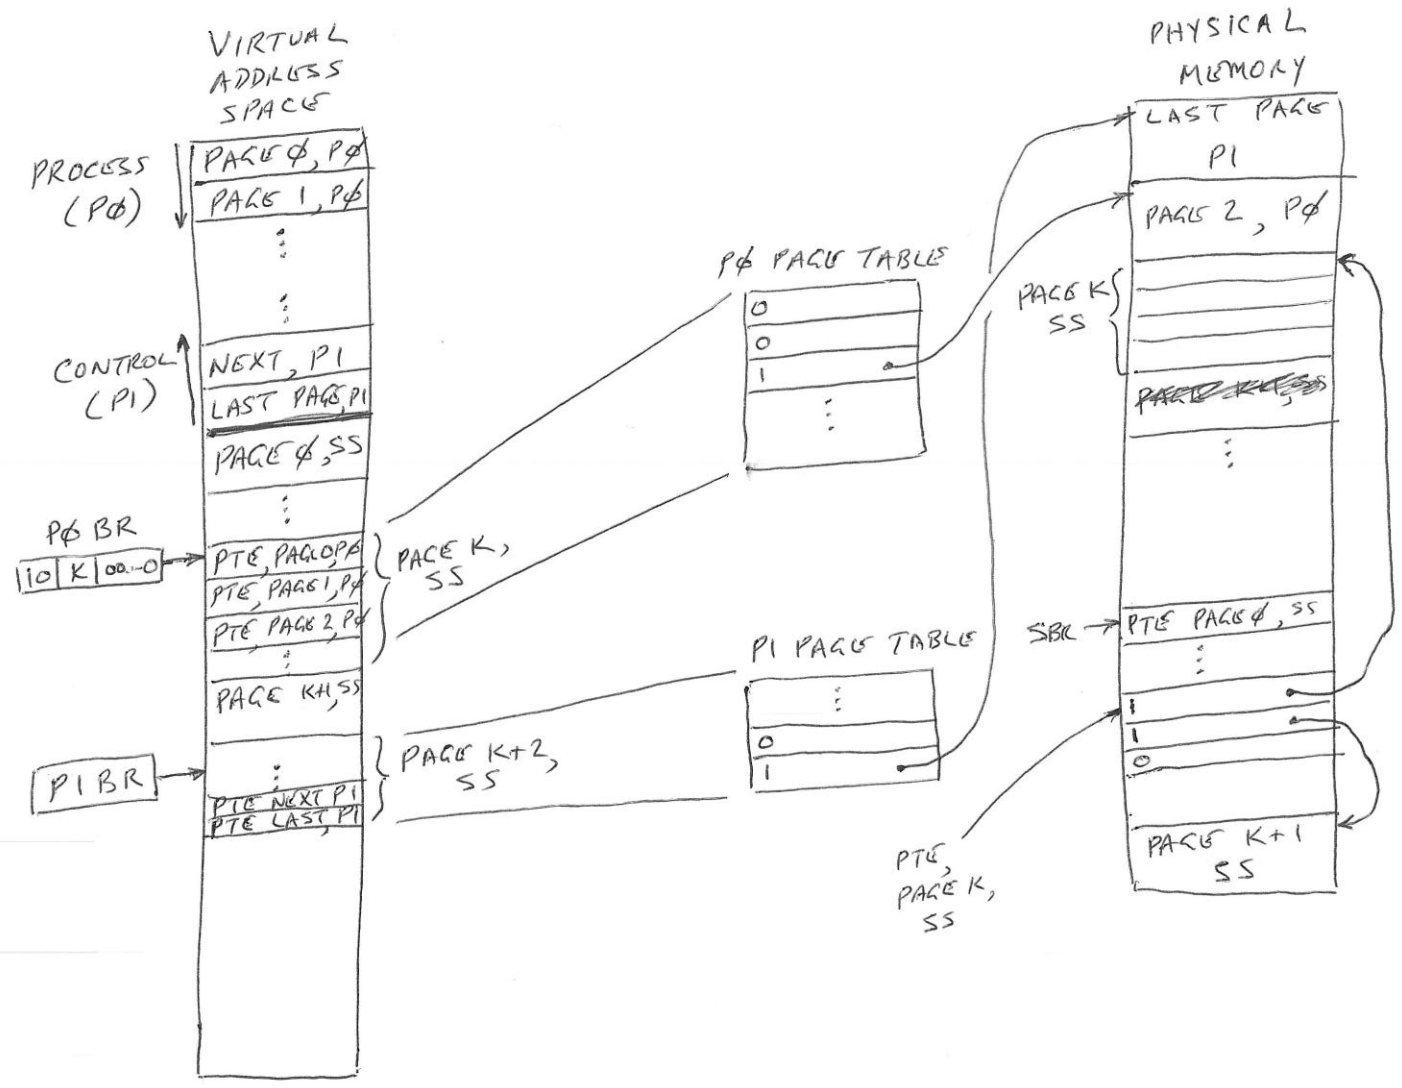 VIRTUAL
ADDRESS
SPACE
PROCESS
(PØ)
PAGE Ø, PØ
PAGE 1, PØ
CONTROL
(P1)
NEXT, P1
LAST PAGE, P1
PAGE Ø, SS
PØ BR
10 K 00...0
PTE, PAGE 0, PØ
PTE, PAGE 1, PØ
PTE PAGE 2, PØ
PAGE K,
SS
PAGE K+1, SS
P1BR
PAGE K+2,
SS
PTE NEXT P1
PTE LAST, P1
PØ PAGE TABLE
0
0
1
P1 PAGE TABLE
0
1
PHYSICAL
MEMORY
LAST PAGE
P1
PAGE 2, PØ
PAGE K
SS
SBR
PTE PAGE Ø, SS
1
1
0
PTE,
PAGE K,
SS
PAGE K+1
SS